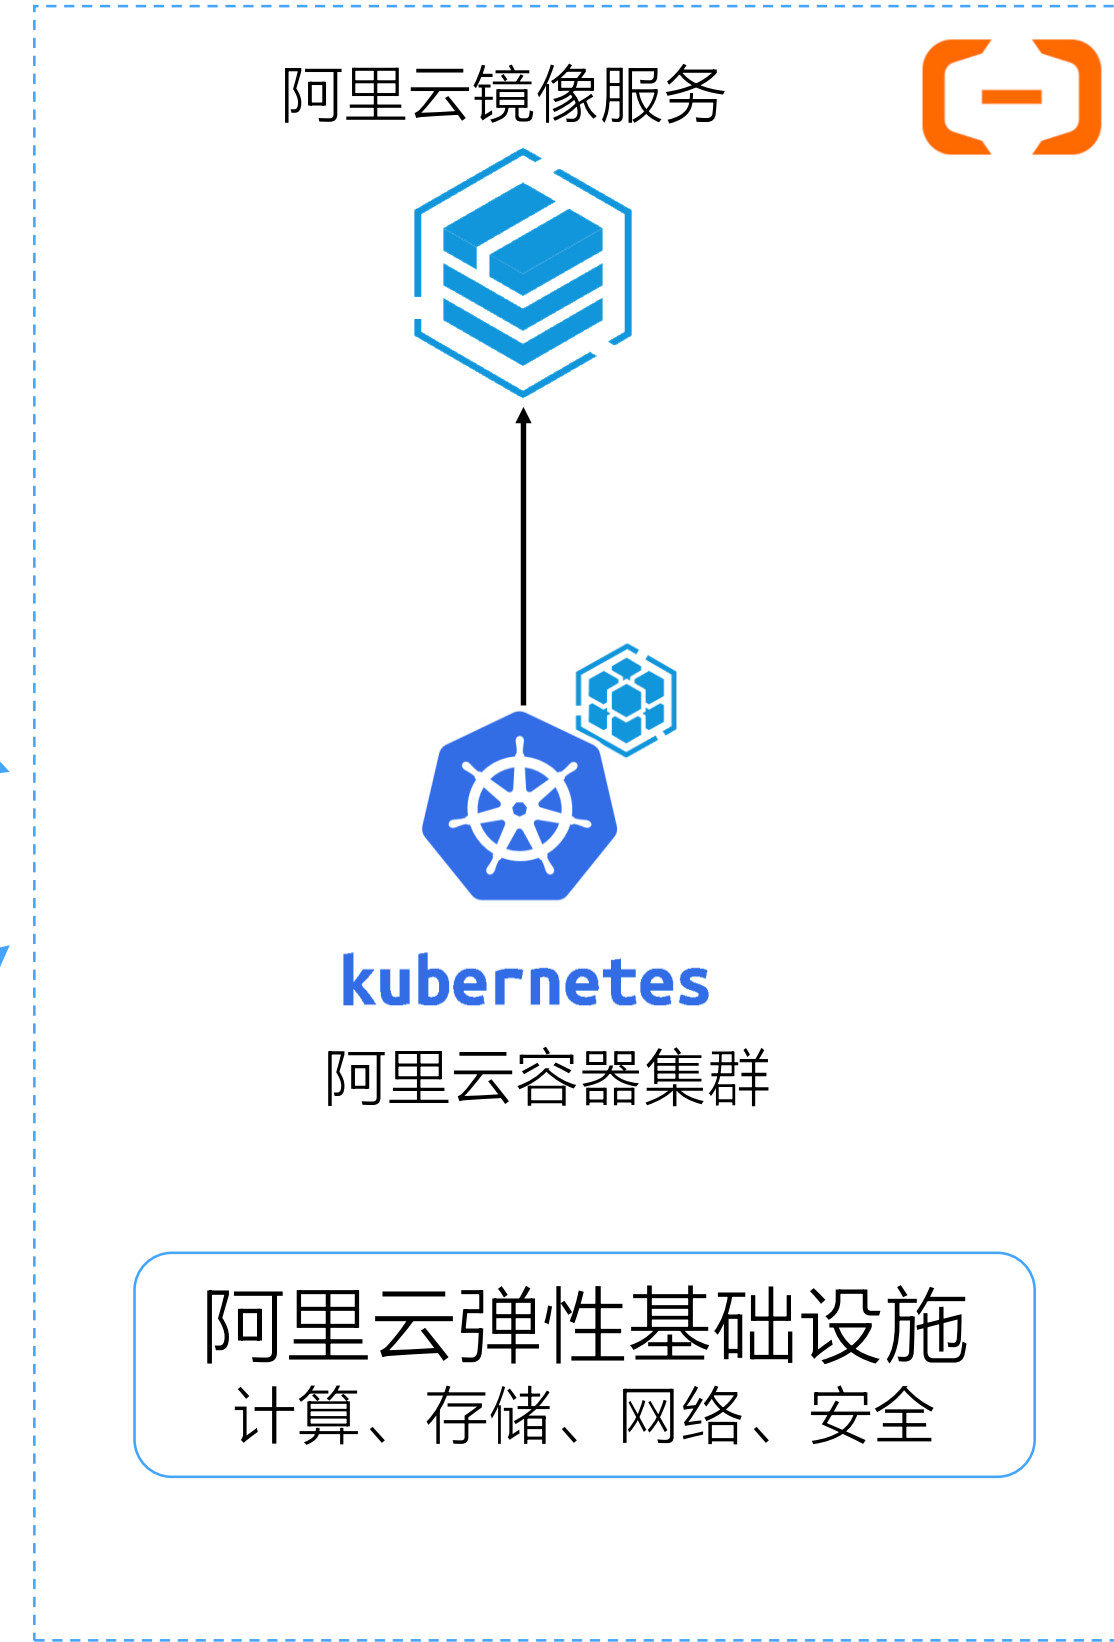 阿里云镜像服务
kubernetes
阿里云容器集群
阿里云弹性基础设施
计算、存储、网络、安全